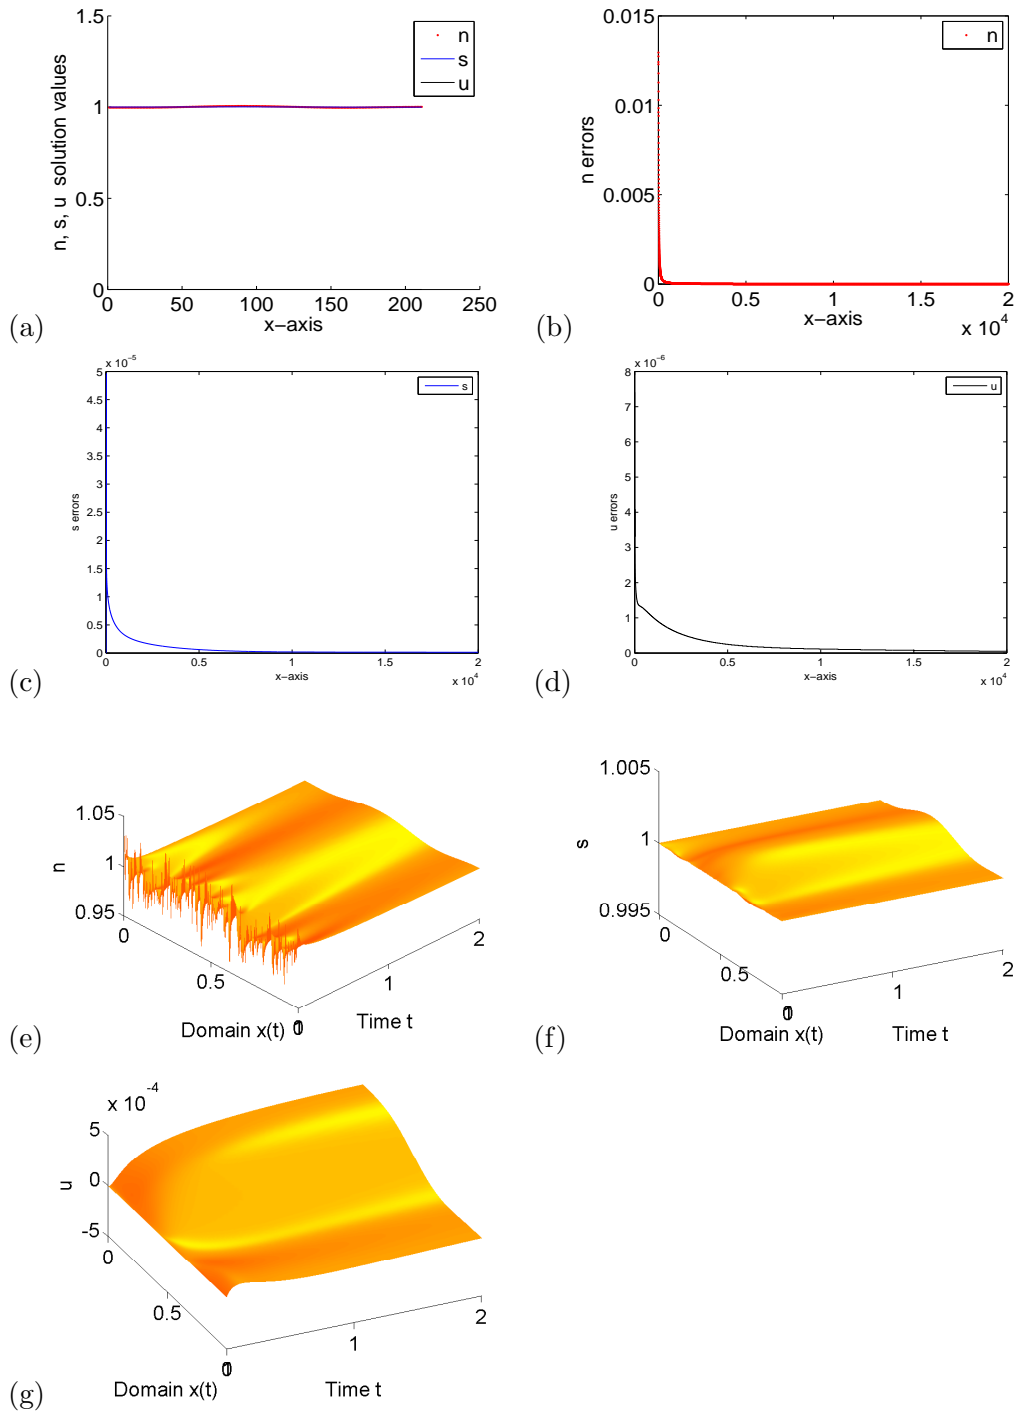 1.5
1
0.5
0
n, s, u solution values
n
s
u
0 50 100 150 200 250
x−axis
(a)
0.015
0.01
0.005
0
n errors
n
0 0.5 1 1.5 2
x−axis
x 10^4
(b)
x 10^−5
5
4.5
4
3.5
3
2.5
2
1.5
1
0.5
0
s errors
s
0 0.5 1 1.5 2
x−axis
x 10^4
(c)
x 10^−6
8
7
6
5
4
3
2
1
0
u errors
u
0 0.5 1 1.5 2
x−axis
x 10^4
(d)
1.05
1
0.95
n
0
0.5
1
0
1
2
Domain x(t)
Time t
(e)
1.005
1
0.995
s
0
0.5
1
0
1
2
Domain x(t)
Time t
(f)
x 10^-4
5
0
-5
u
0
0.5
1
0
1
2
Domain x(t)
Time t
(g)